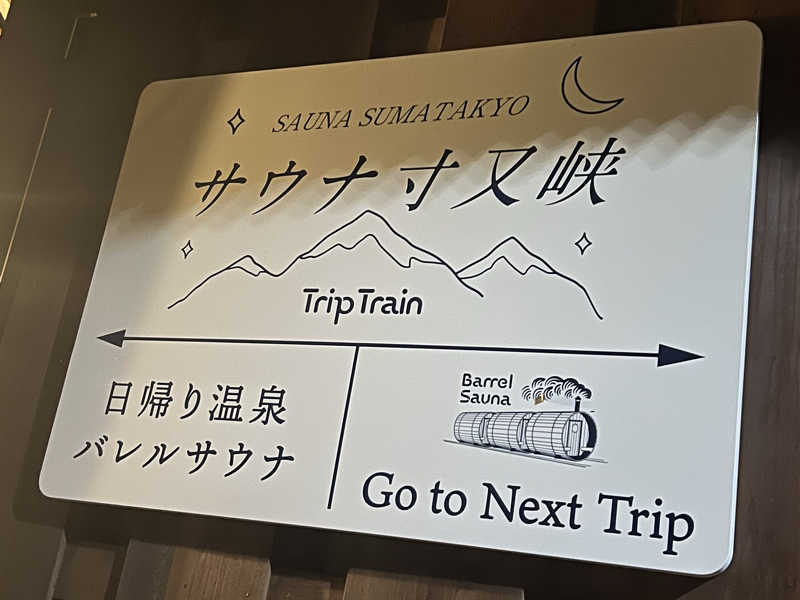 SAUNA SUMATAKYO
サウナ寸又峡
TripTrain
日帰り温泉
バレルサウナ
Barrel
Sauna
Go to Next Trip